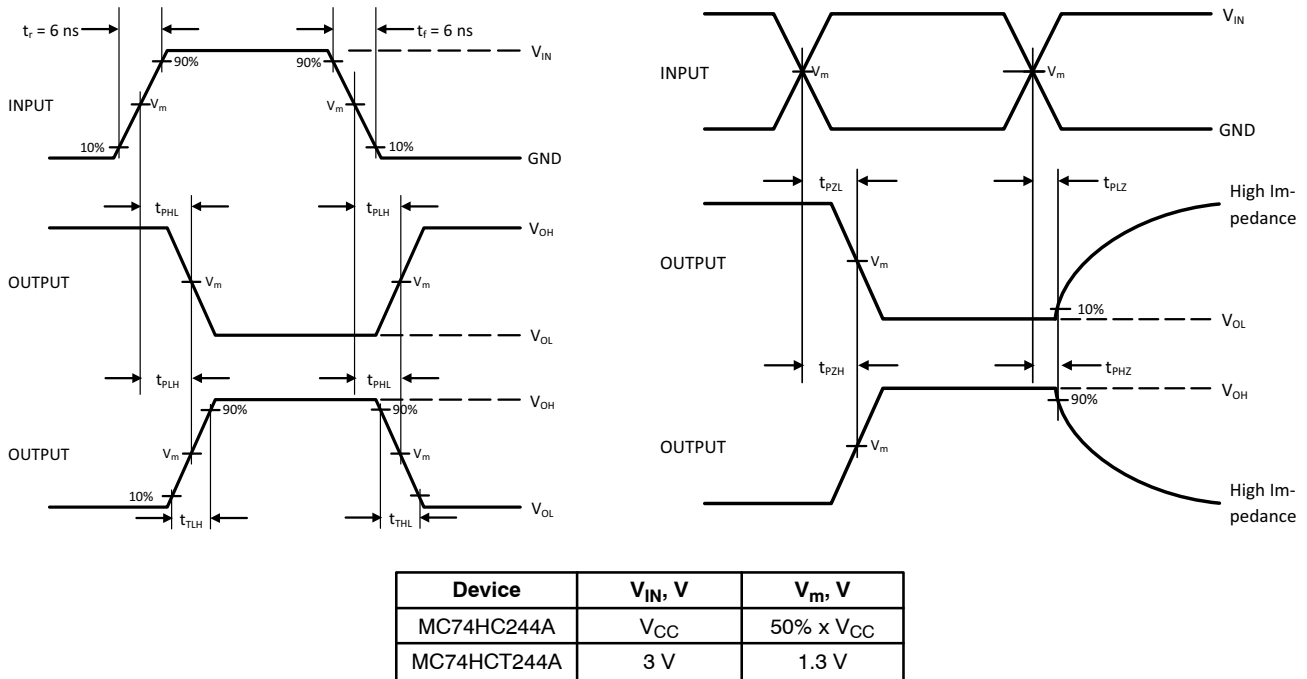 t_r = 6 ns
t_f = 6 ns
V_IN
90%
90%
INPUT
V_m
V_m
10%
10%
GND
t_PHL
t_PLH
V_OH
OUTPUT
V_m
V_m
V_OL
t_PLH
t_PHL
V_OH
90%
90%
OUTPUT
V_m
V_m
10%
V_OL
t_TLH
t_THL
V_IN
INPUT
V_m
V_m
GND
t_PZL
t_PLZ
High Im-
pedance
OUTPUT
V_m
10%
V_OL
t_PZH
t_PHZ
V_OH
90%
OUTPUT
V_m
High Im-
pedance
Device V_IN, V V_m, V
MC74HC244A V_CC 50% x V_CC
MC74HCT244A 3 V 1.3 V